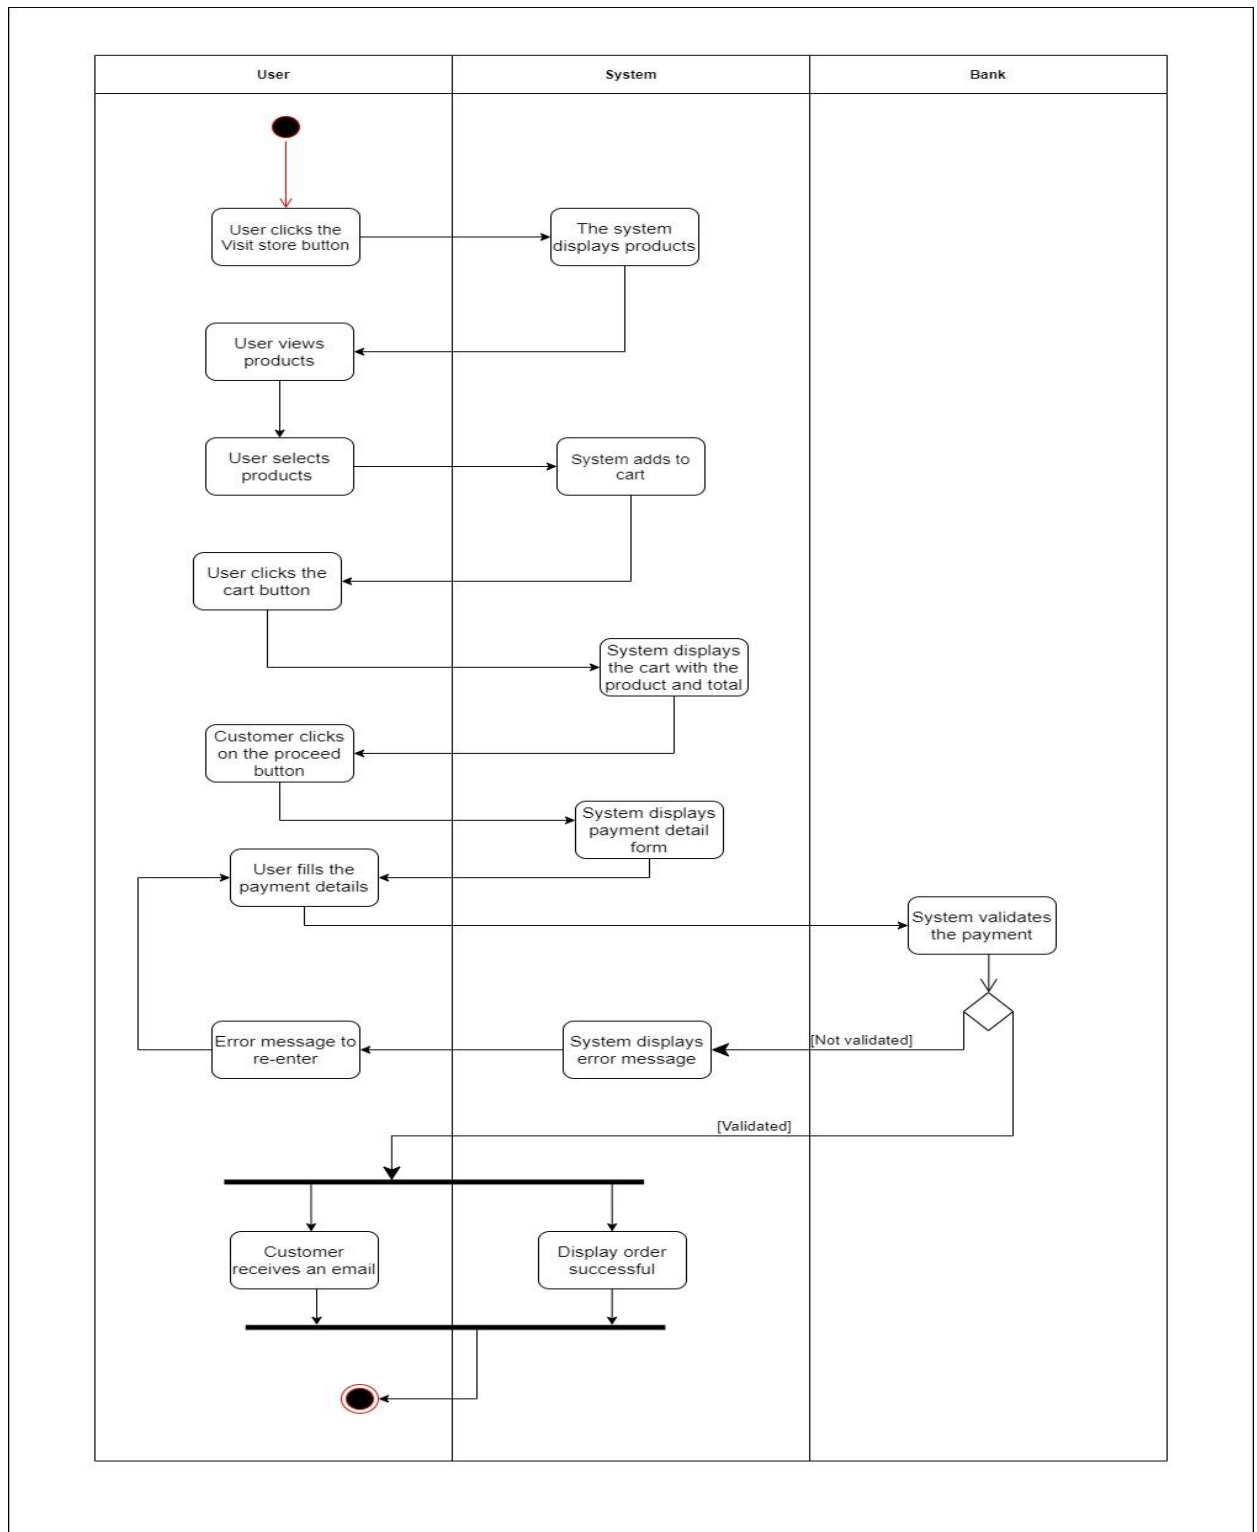 User
System
Bank
User clicks the
Visit store button
The system
displays products
User views
products
User selects
products
System adds to
cart
User clicks the
cart button
System displays
the cart with the
product and total
Customer clicks
on the proceed
button
System displays
payment detail
form
User fills the
payment details
System validates
the payment
Error message to
re-enter
System displays
error message
[Not validated]
[Validated]
Customer
receives an email
Display order
successful